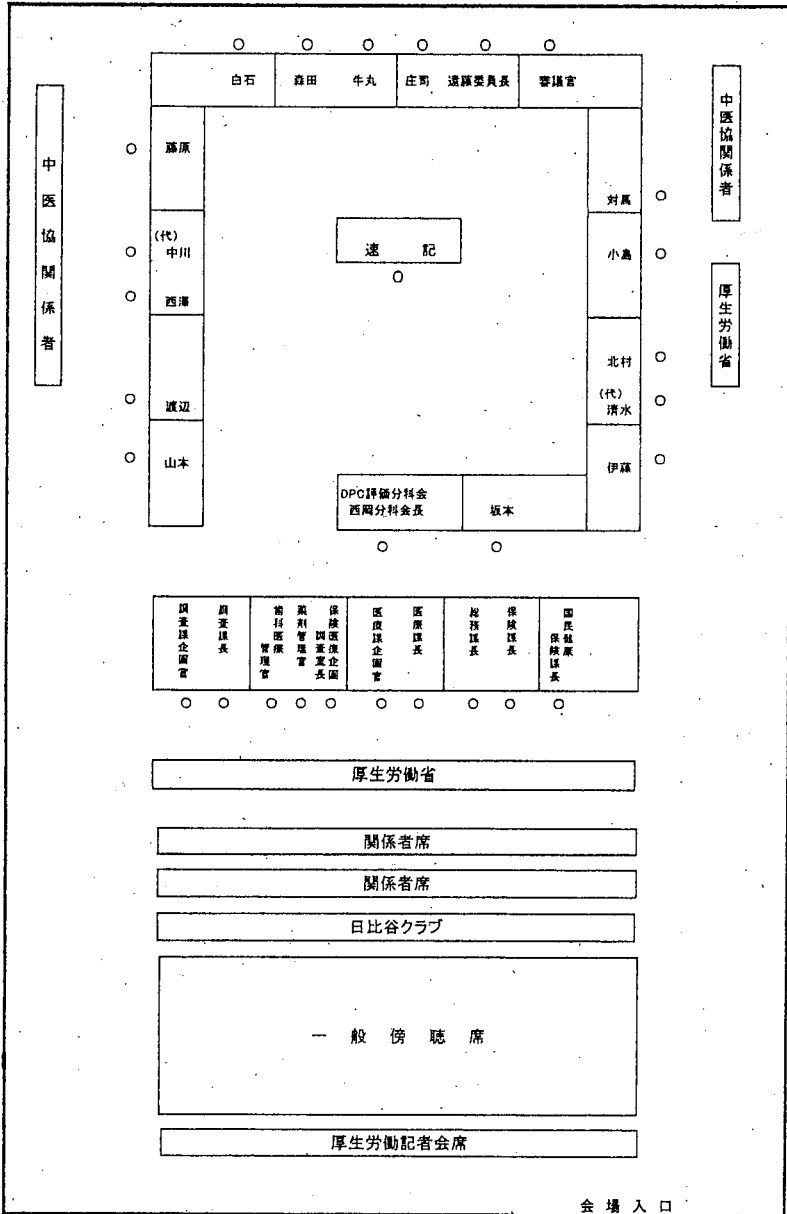 白石 森田 牛丸 庄司 遠藤委員長 審議官
中医協関係者
藤原
(代)
中川
西澤
渡辺
山本
速 記
対馬
小島
北村
(代)
清水
伊藤
中医協関係者
厚生労働省
DPC評価分科会
西岡分科会長
坂本
調査課企画官
調査課長
歯科医療
管理官
薬剤管理官
保険医療企画
調査室長
医療課企画官
医療課長
総務課長
保険課長
国民健康
保険課長
厚生労働省
関係者席
関係者席
日比谷クラブ
一 般 傍 聴 席
厚生労働記者会席
会 場 入 口